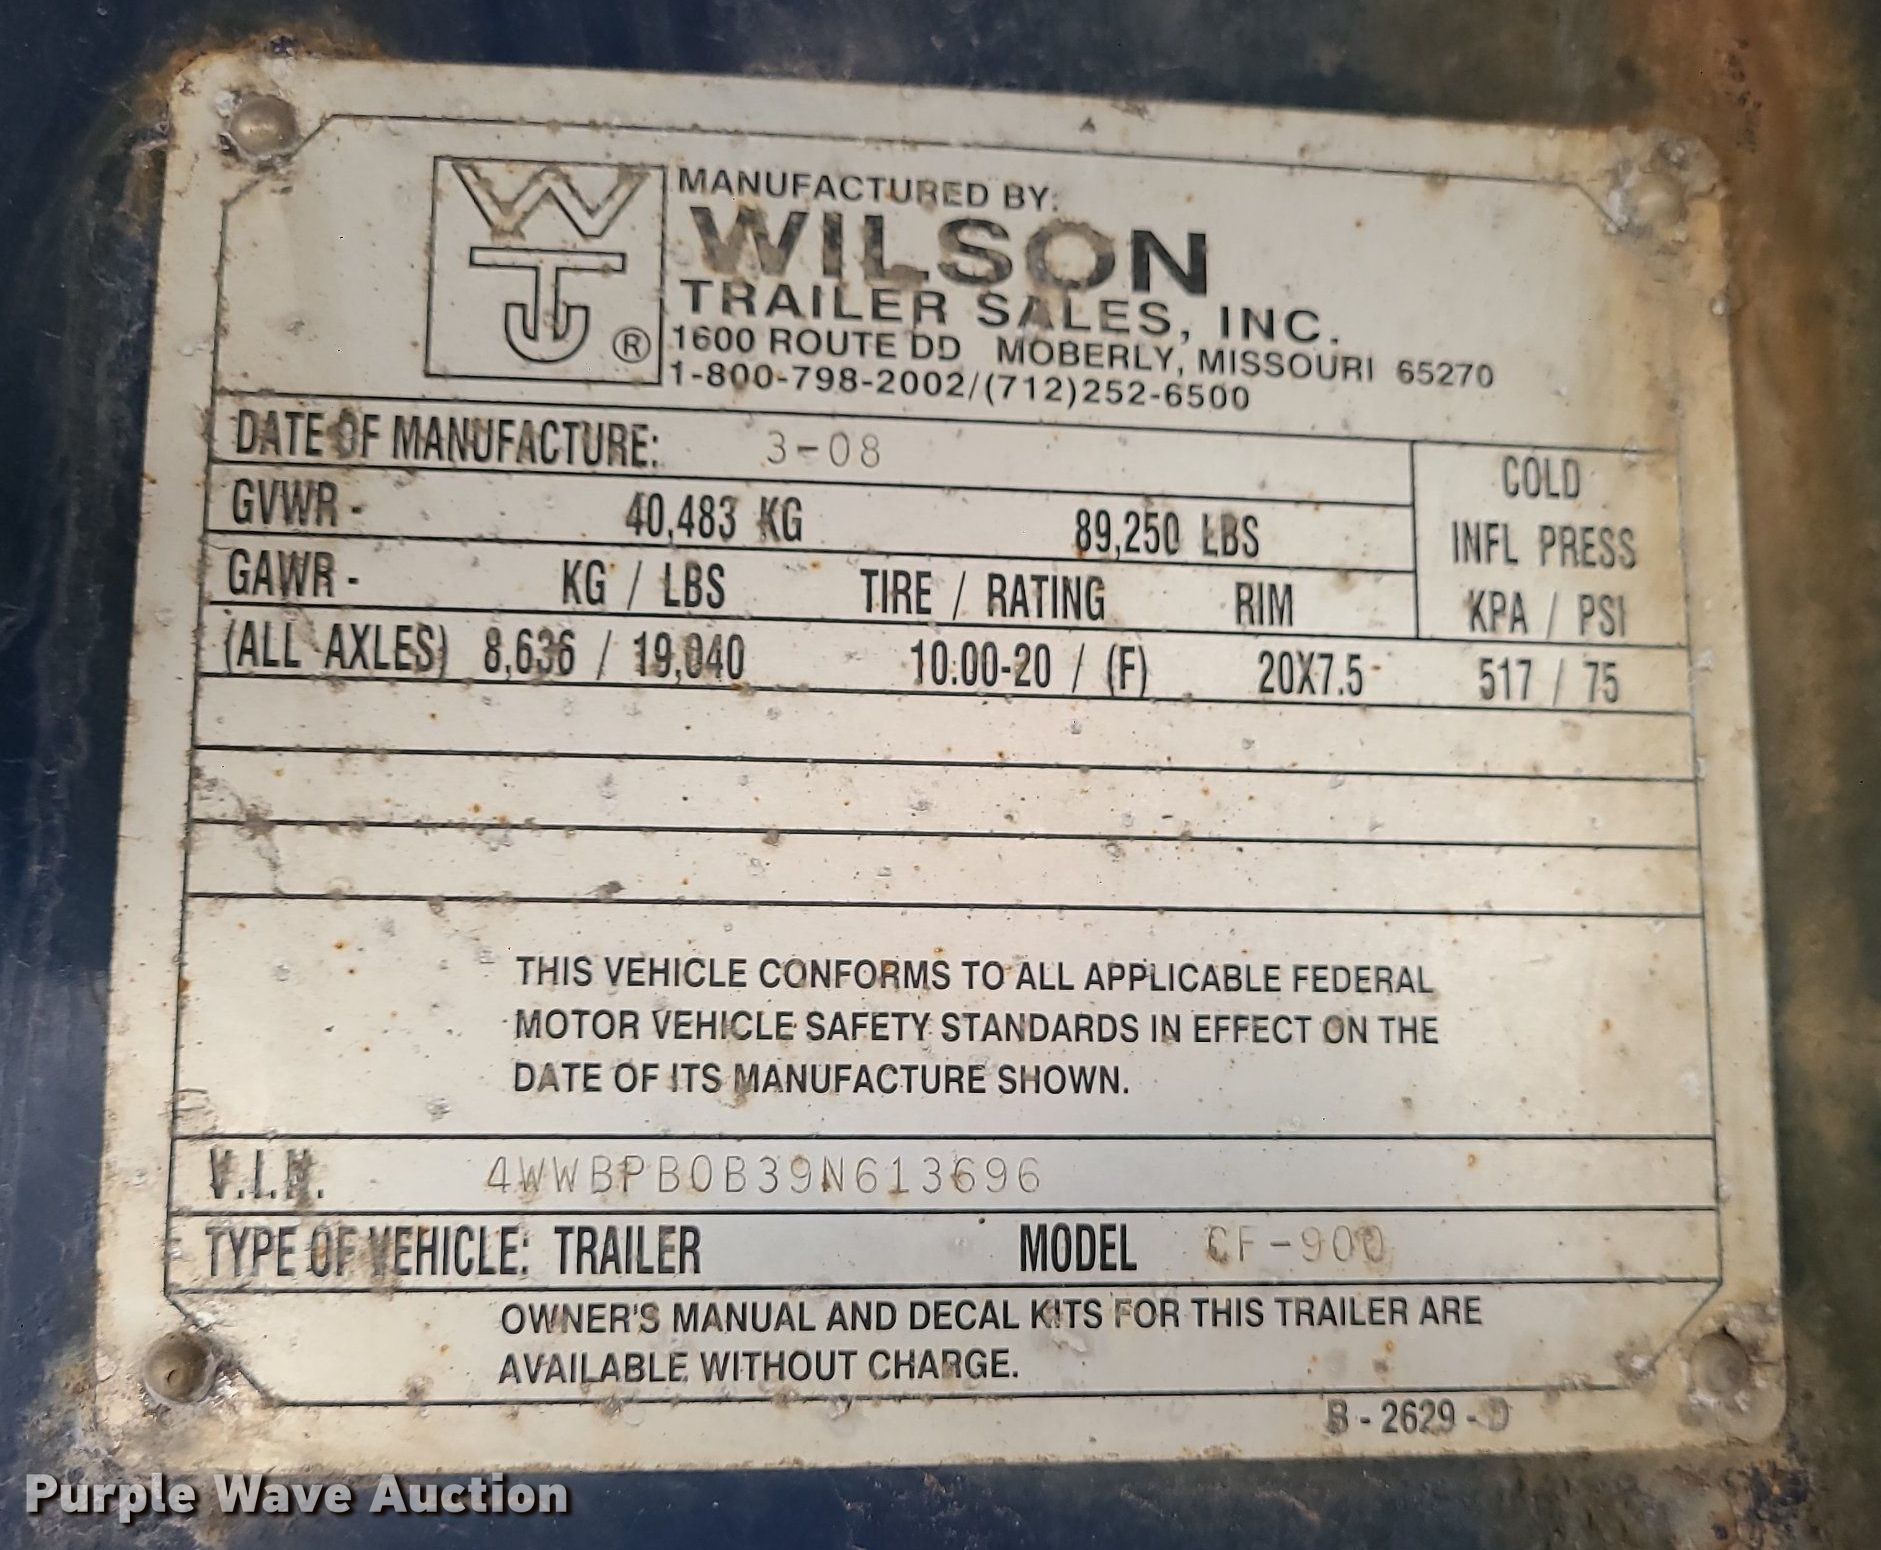 WTJ ®
MANUFACTURED BY:
WILSON
TRAILER SALES, INC.
1600 ROUTE DD MOBERLY, MISSOURI 65270
1-800-798-2002/(712)252-6500
DATE OF MANUFACTURE: 3-08
GVWR - 40,483 KG 89,250 LBS
COLD
INFL PRESS
KPA / PSI
GAWR - KG / LBS TIRE / RATING RIM
(ALL AXLES) 8,636 / 19,040 10.00-20 / (F) 20X7.5 517 / 75
THIS VEHICLE CONFORMS TO ALL APPLICABLE FEDERAL
MOTOR VEHICLE SAFETY STANDARDS IN EFFECT ON THE
DATE OF ITS MANUFACTURE SHOWN.
V.I.N. 4WWBPB0B39N613696
TYPE OF VEHICLE: TRAILER MODEL CF-900
OWNER'S MANUAL AND DECAL KITS FOR THIS TRAILER ARE
AVAILABLE WITHOUT CHARGE.
B - 2629 - D
Purple Wave Auction